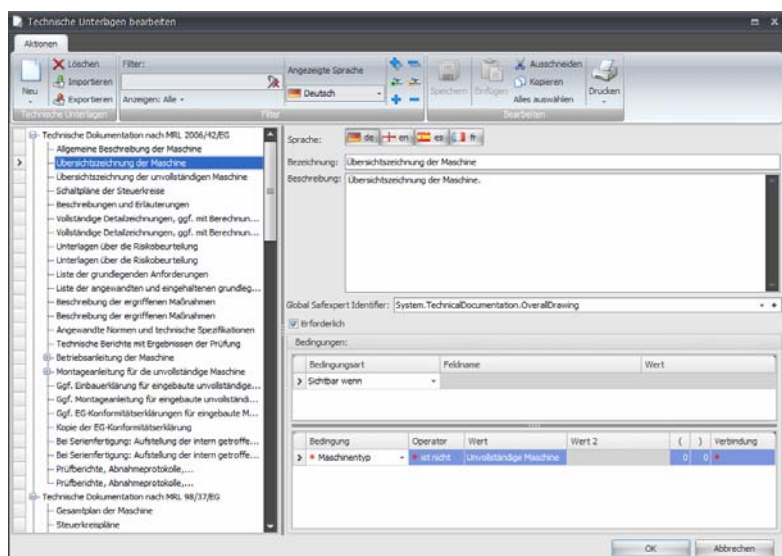 Technische Unterlagen bearbeiten
Aktionen
Neu
Löschen
Importieren
Exportieren
Technische Unterlagen
Filter:
Anzeigen: Alle
Filter
Angezeigte Sprache
Deutsch
Speichern
Einfügen
Ausschneiden
Kopieren
Alles auswählen
Drucken
Bearbeiten
Technische Dokumentation nach MRL 2006/42/EG
Allgemeine Beschreibung der Maschine
Übersichtszeichnung der Maschine
Übersichtszeichnung der unvollständigen Maschine
Schaltpläne der Steuerkreise
Beschreibungen und Erläuterungen
Vollständige Detailzeichnungen, ggf. mit Berechnun...
Vollständige Detailzeichnungen, ggf. mit Berechnun...
Unterlagen über die Risikobeurteilung
Unterlagen über die Risikobeurteilung
Liste der grundlegenden Anforderungen
Liste der angewandten und eingehaltenen grundleg...
Beschreibung der ergriffenen Maßnahmen
Beschreibung der ergriffenen Maßnahmen
Angewandte Normen und technische Spezifikationen
Technische Berichte mit Ergebnissen der Prüfung
Betriebsanleitung der Maschine
Montageanleitung für die unvollständige Maschine
Ggf. Einbauerklärung für eingebaute unvollständige...
Ggf. Montageanleitung für eingebaute unvollständi...
Ggf. EG-Konformitätserklärungen für eingebaute M...
Kopie der EG-Konformitätserklärung
Bei Serienfertigung: Aufstellung der intern getroffe...
Bei Serienfertigung: Aufstellung der intern getroffe...
Prüfberichte, Abnahmeprotokolle,...
Prüfberichte, Abnahmeprotokolle,...
Technische Dokumentation nach MRL 98/37/EG
Gesamtplan der Maschine
Steuerkreispläne
Sprache: de en es fr
Bezeichnung: Übersichtszeichnung der Maschine
Beschreibung: Übersichtszeichnung der Maschine.
Global Safexpert Identifier: System.TechnicalDocumentation.OverallDrawing
Erforderlich
Bedingungen:
Bedingungsart Feldname Wert
Sichtbar wenn
Bedingung Operator Wert Wert 2 ( ) Verbindung
Maschinentyp ist nicht Unvollständige Maschine 0 0
OK Abbrechen